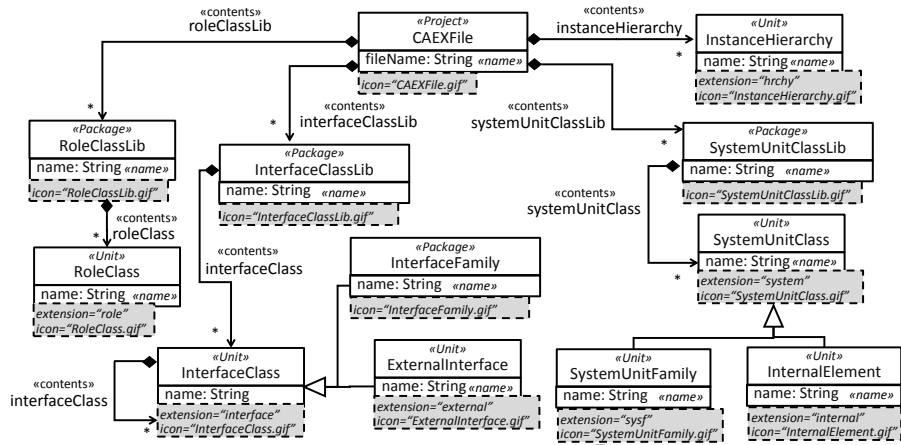 «contents»
roleClassLib
«Project»
CAEXFile
fileName: String «name»
icon="CAEXFile.gif"
«contents»
instanceHierarchy
*
«Unit»
InstanceHierarchy
name: String «name»
extension="hrchy"
icon="InstanceHierarchy.gif"
*
«Package»
RoleClassLib
name: String «name»
icon="RoleClassLib.gif"
«contents»
interfaceClassLib
*
«Package»
InterfaceClassLib
name: String «name»
icon="InterfaceClassLib.gif"
«contents»
systemUnitClassLib
*
«Package»
SystemUnitClassLib
name: String «name»
icon="SystemUnitClassLib.gif"
«contents»
roleClass
*
«Unit»
RoleClass
name: String «name»
extension="role"
icon="RoleClass.gif"
«contents»
interfaceClass
*
«Package»
InterfaceFamily
name: String «name»
icon="InterfaceFamily.gif"
«contents»
systemUnitClass
*
«Unit»
SystemUnitClass
name: String «name»
extension="system"
icon="SystemUnitClass.gif"
«contents»
interfaceClass
*
«Unit»
InterfaceClass
name: String
extension="interface"
icon="InterfaceClass.gif"
«Unit»
ExternalInterface
name: String «name»
extension="external"
icon="ExternalInterface.gif"
«Unit»
SystemUnitFamily
name: String «name»
extension="sysf"
icon="SystemUnitFamily.gif"
«Unit»
InternalElement
name: String «name»
extension="internal"
icon="InternalElement.gif"